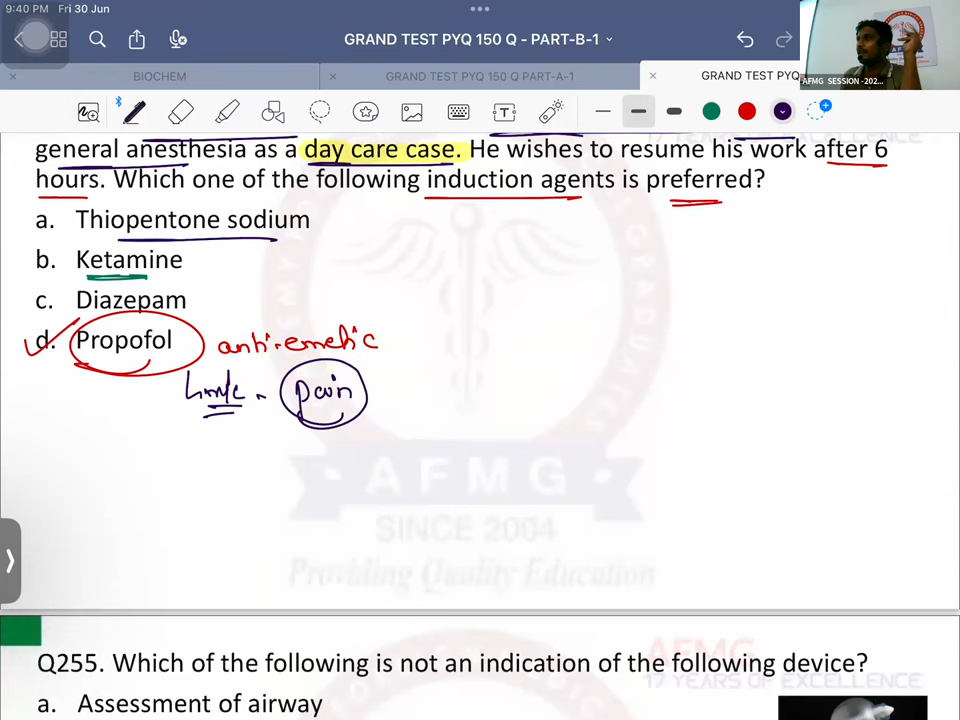 9:40 PM Fri 30 Jun
GRAND TEST PYQ 150 Q - PART-B-1
BIOCHEM
GRAND TEST PYQ 150 Q PART-A-1
GRAND TEST PYQ
AFMG SESSION -202...
general anesthesia as a day care case. He wishes to resume his work after 6
hours. Which one of the following induction agents is preferred?
a. Thiopentone sodium
b. Ketamine
c. Diazepam
d. Propofol
anti-emetic
pain
AFMG
SINCE 2004
Providing Quality Education
Q255. Which of the following is not an indication of the following device?
AFMG
17 YEARS OF EXCELLENCE
a. Assessment of airway